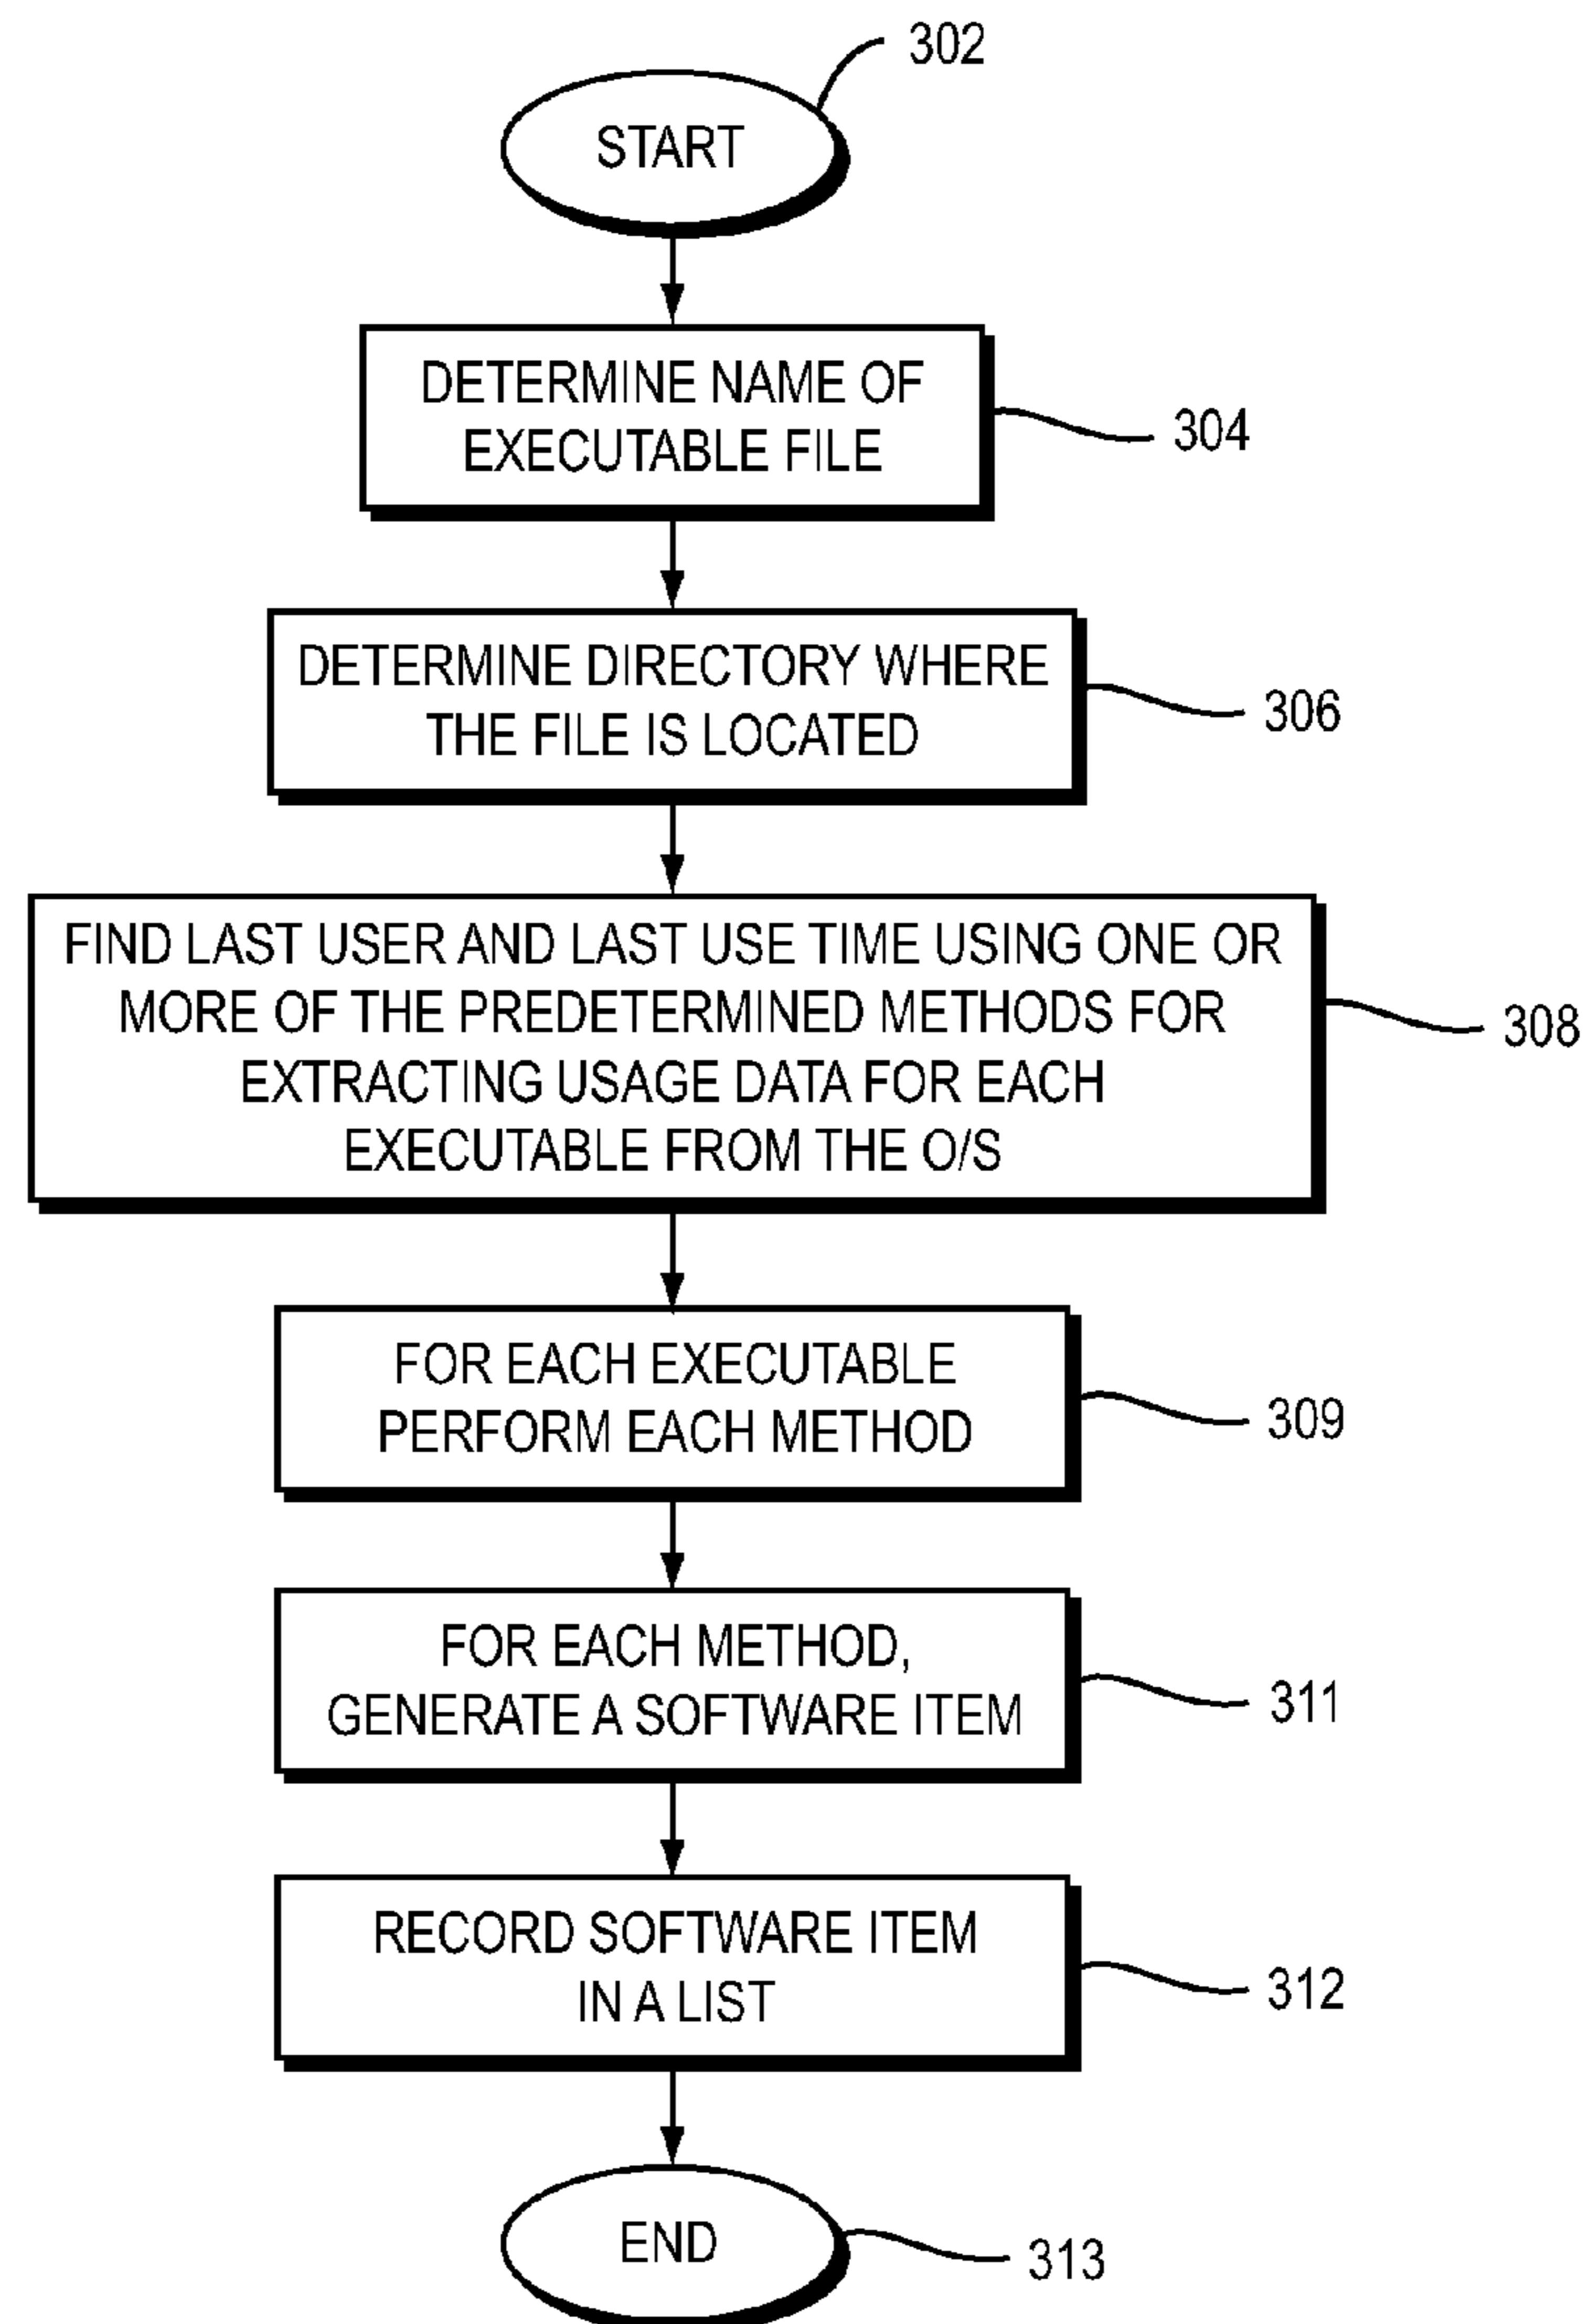 302
START
DETERMINE NAME OF
EXECUTABLE FILE
304
DETERMINE DIRECTORY WHERE
THE FILE IS LOCATED
306
FIND LAST USER AND LAST USE TIME USING ONE OR
MORE OF THE PREDETERMINED METHODS FOR
EXTRACTING USAGE DATA FOR EACH
EXECUTABLE FROM THE O/S
308
FOR EACH EXECUTABLE
PERFORM EACH METHOD
309
FOR EACH METHOD,
GENERATE A SOFTWARE ITEM
311
RECORD SOFTWARE ITEM
IN A LIST
312
END
313